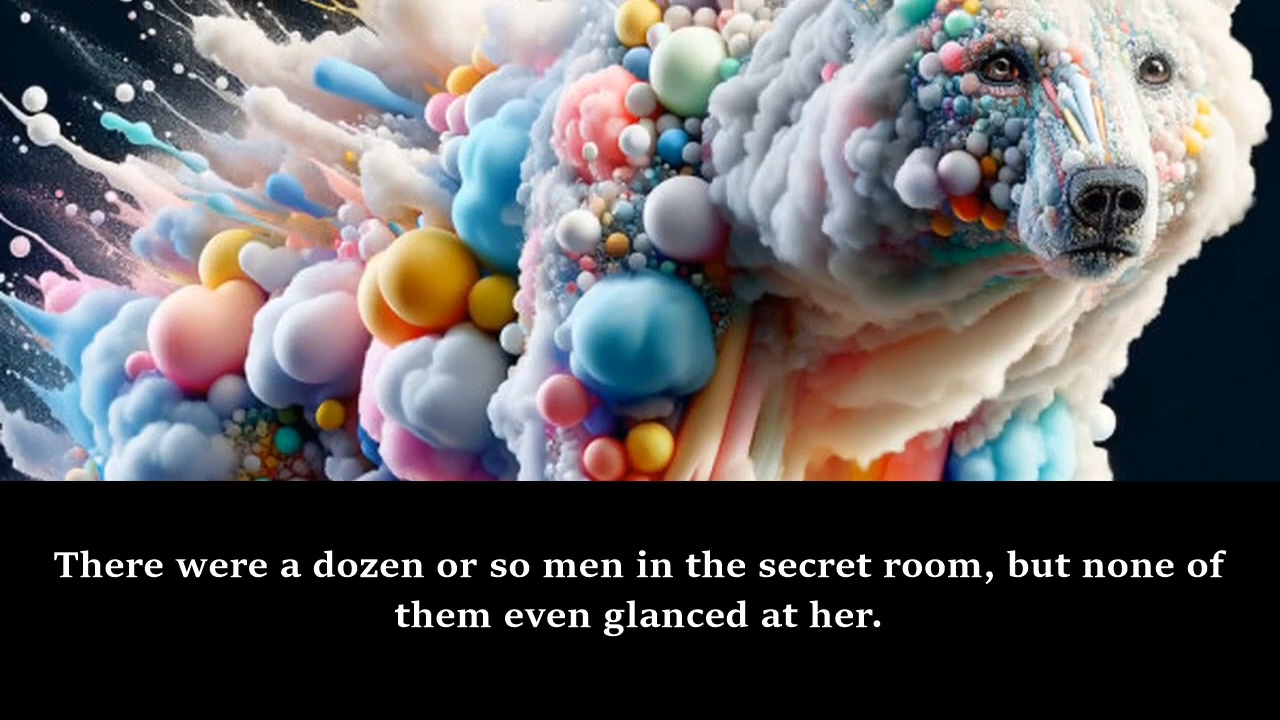 There were a dozen or so men in the secret room, but none of
them even glanced at her.